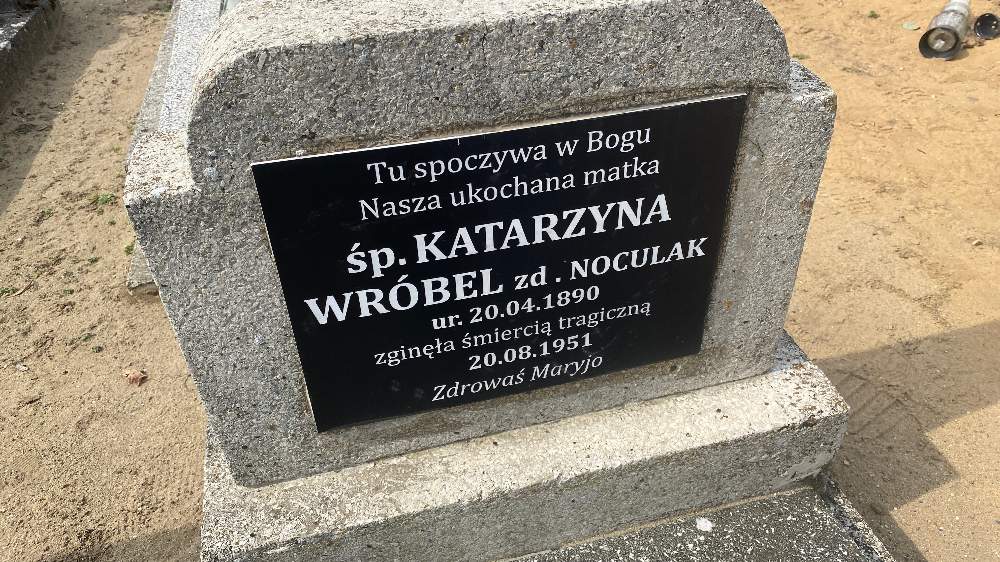 Tu spoczywa w Bogu
Nasza ukochana matka
śp. KATARZYNA
WRÓBEL zd . NOCULAK
ur. 20.04.1890
zginęła śmiercią tragiczną
20.08.1951
Zdrowaś Maryjo